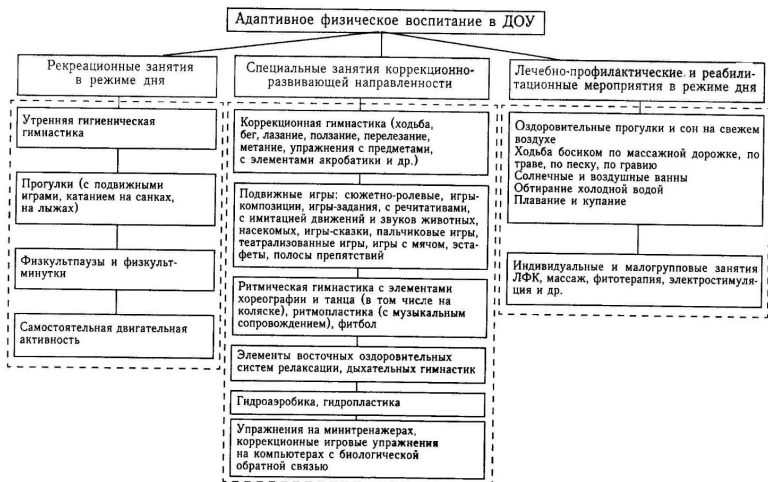 Адаптивное физическое воспитание в ДОУ
Рекреационные занятия
в режиме дня
Утренняя гигиеническая
гимнастика
Прогулки (с подвижными
играми, катанием на санках,
на лыжах)
Физкультпаузы и физкульт-
минутки
Самостоятельная двигательная
активность
Специальные занятия коррекционно-
развивающей направленности
Коррекционная гимнастика (ходьба,
бег, лазание, ползание, перелезание,
метание, упражнения с предметами,
с элементами акробатики и др.)
Подвижные игры: сюжетно-ролевые, игры-
композиции, игры-задания, с речитативами,
с имитацией движений и звуков животных,
насекомых, игры-сказки, пальчиковые игры,
театрализованные игры, игры с мячом, эста-
феты, полосы препятствий
Ритмическая гимнастика с элементами
хореографии и танца (в том числе на
коляске), ритмопластика (с музыкальным
сопровождением), фитбол
Элементы восточных оздоровительных
систем релаксации, дыхательных гимнастик
Гидроаэробика, гидропластика
Упражнения на минитренажерах,
коррекционные игровые упражнения
на компьютерах с биологической
обратной связью
Лечебно-профилактические и реабили-
тационные мероприятия в режиме дня
Оздоровительные прогулки и сон на свежем
воздухе
Ходьба босиком по массажной дорожке, по
траве, по песку, по гравию
Солнечные и воздушные ванны
Обтирание холодной водой
Плавание и купание
Индивидуальные и малогрупповые занятия
ЛФК, массаж, фитотерапия, электростимуля-
ция и др.